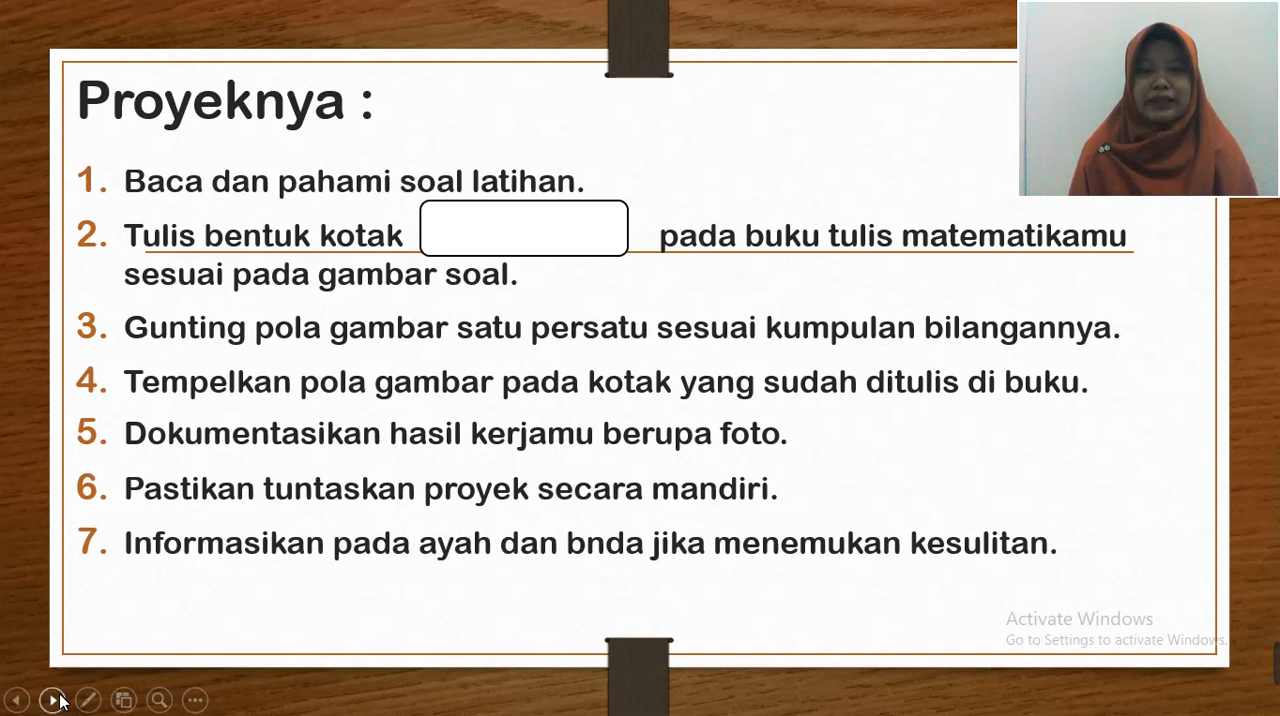 Proyeknya :
1. Baca dan pahami soal latihan.
2. Tulis bentuk kotak pada buku tulis matematikamu
sesuai pada gambar soal.
3. Gunting pola gambar satu persatu sesuai kumpulan bilangannya.
4. Tempelkan pola gambar pada kotak yang sudah ditulis di buku.
5. Dokumentasikan hasil kerjamu berupa foto.
6. Pastikan tuntaskan proyek secara mandiri.
7. Informasikan pada ayah dan bnda jika menemukan kesulitan.
Activate Windows
Go to Settings to activate Windows.